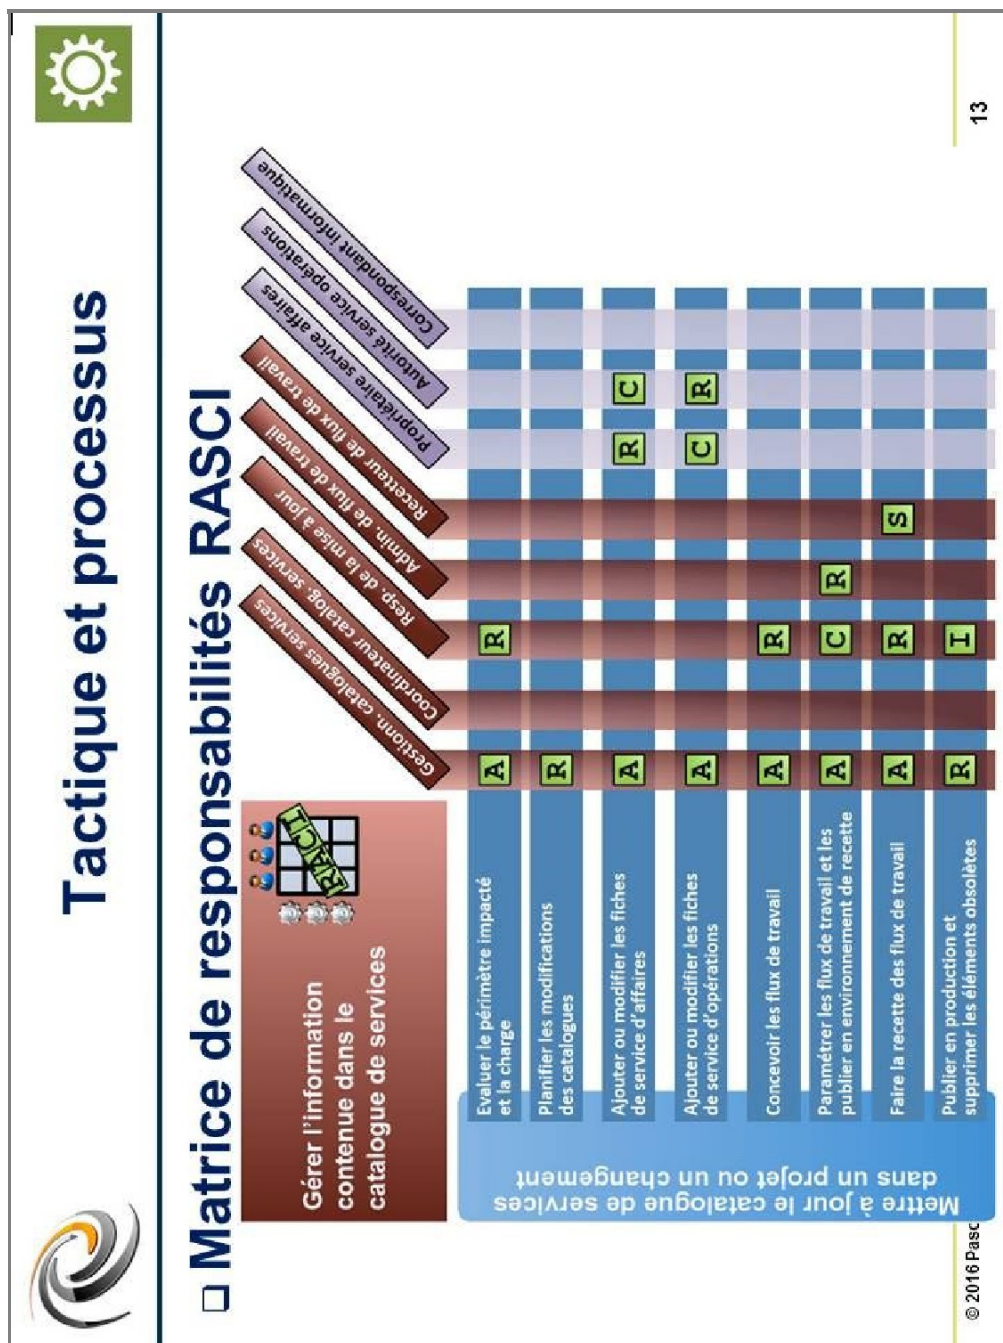 Tactique et processus
❑ Matrice de responsabilités RASCI
Gérer l'information
contenue dans le
catalogue de services
RACI
Gestionn. catalogues services
Coordinateur catalog. services
Resp. de la mise à jour
Admin. de flux de travail
Recetteur de flux de travail
Propriétaire service affaires
Autorité service opérations
Correspondant informatique
Mettre à jour le catalogue de services
dans un projet ou un changement
Evaluer le périmètre impacté
et la charge
A R
Planifier les modifications
des catalogues
R
Ajouter ou modifier les fiches
de service d'affaires
A R C
Ajouter ou modifier les fiches
de service d'opérations
A C R
Concevoir les flux de travail
A R
Paramétrer les flux de travail et les
publier en environnement de recette
A C R
Faire la recette des flux de travail
A R S
Publier en production et
supprimer les éléments obsolètes
R I
© 2016 Pasc
13